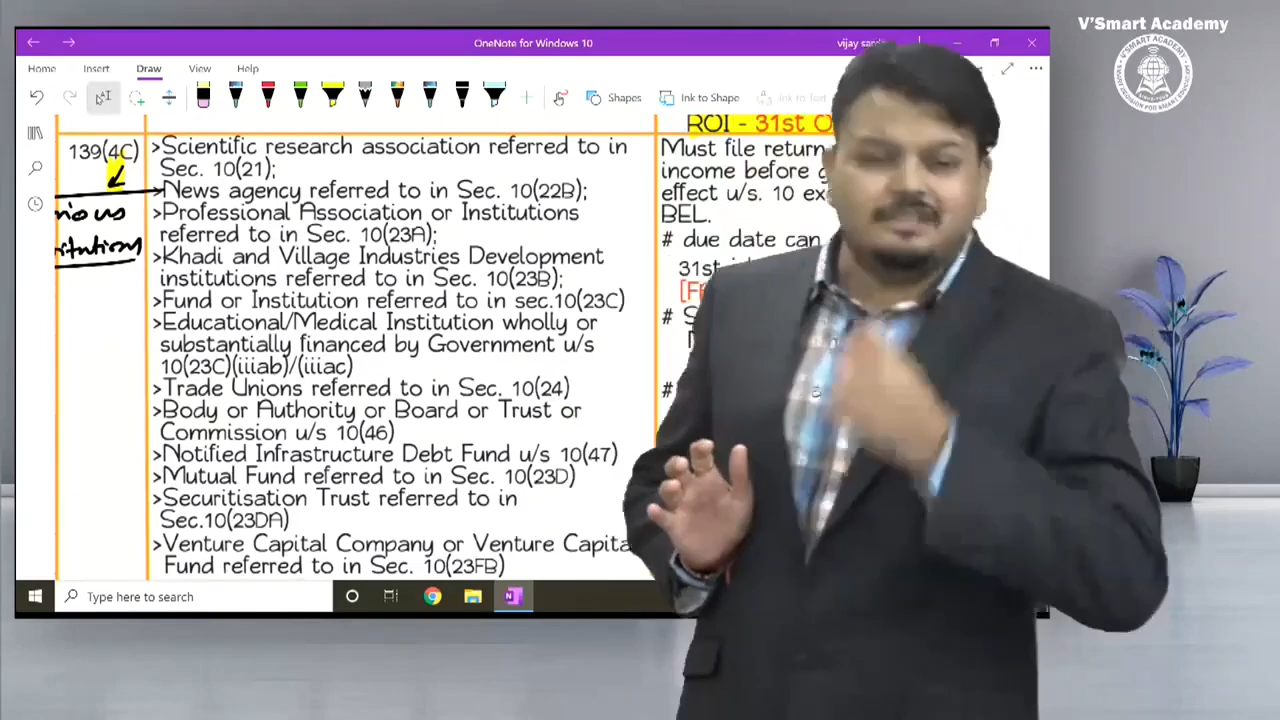 V'Smart Academy
OneNote for Windows 10
vijay
Home Insert Draw View Help
Shapes Ink to Shape Ink to Text
ROI - 31st
139(4C)
>Scientific research association referred to in
Sec. 10(21);
>News agency referred to in Sec. 10(22B);
>Professional Association or Institutions
referred to in Sec. 10(23A);
>Khadi and Village Industries Development
institutions referred to in Sec. 10(23B);
>Fund or Institution referred to in sec.10(23C)
>Educational/Medical Institution wholly or
substantially financed by Government u/s
10(23C)(iiiab)/(iiiac)
>Trade Unions referred to in Sec. 10(24)
>Body or Authority or Board or Trust or
Commission u/s 10(46)
>Notified Infrastructure Debt Fund u/s 10(47)
>Mutual Fund referred to in Sec. 10(23D)
>Securitisation Trust referred to in
Sec.10(23DA)
>Venture Capital Company or Venture Capita
Fund referred to in Sec. 10(23FB)
Must file return
income before
effect u/s. 10
BEL.
# due date can
31st
#
#
Type here to search